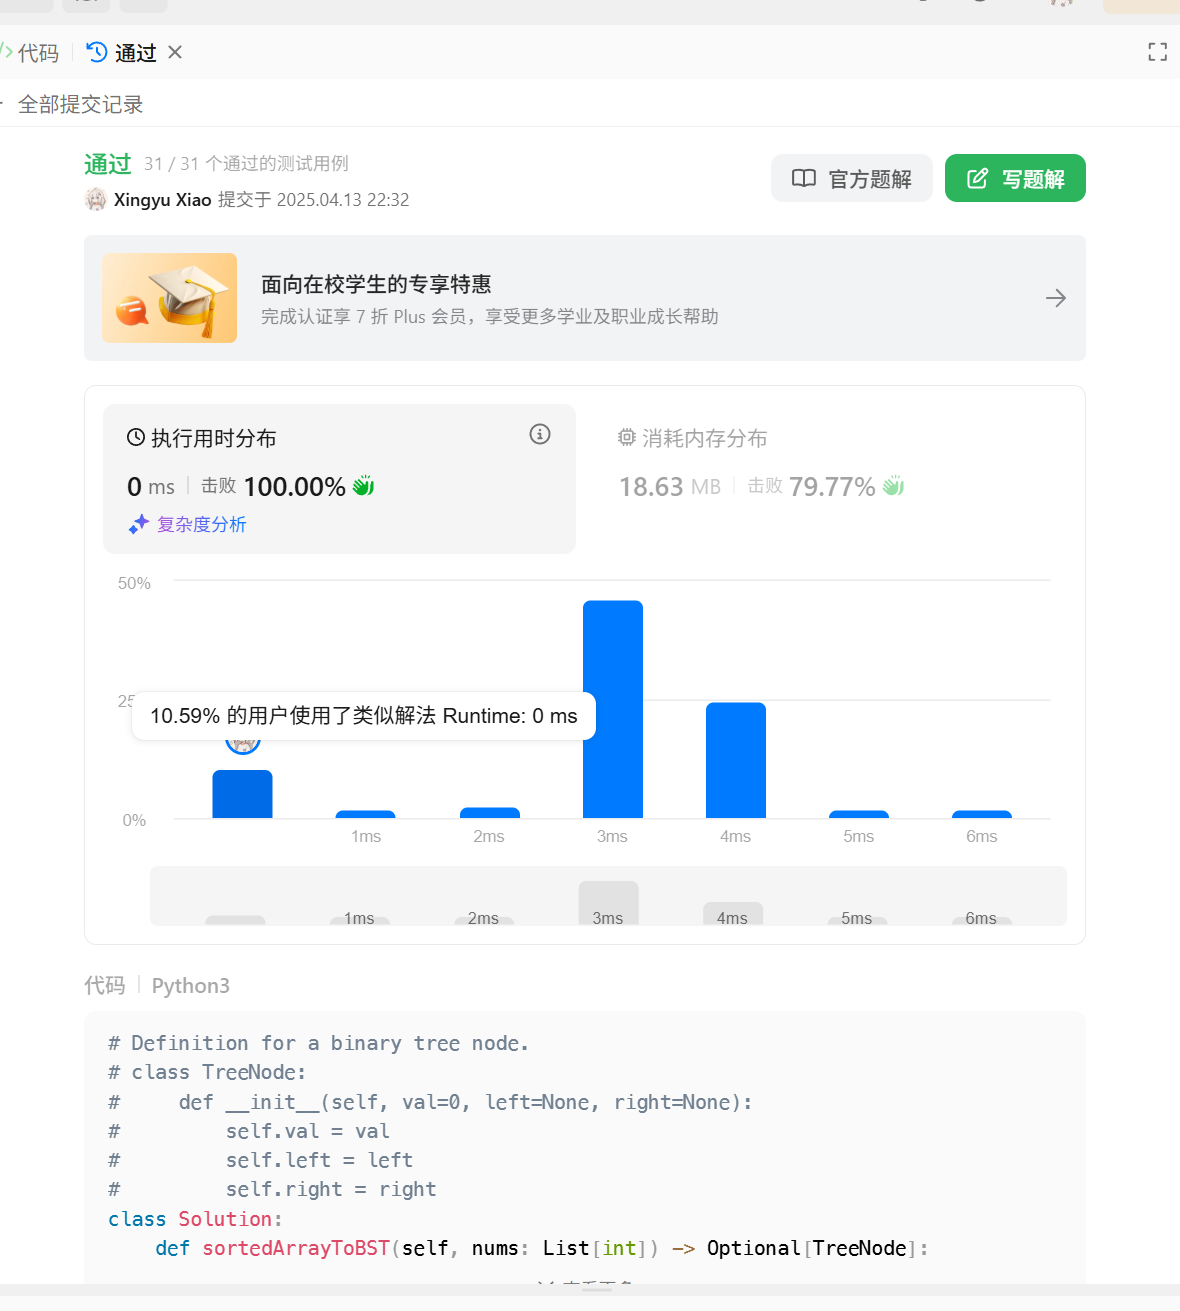 代码
通过
全部提交记录
通过 31 / 31 个通过的测试用例
Xingyu Xiao 提交于 2025.04.13 22:32
官方题解
写题解
面向在校学生的专享特惠
完成认证享 7 折 Plus 会员，享受更多学业及职业成长帮助
执行用时分布
0 ms 击败 100.00%
复杂度分析
消耗内存分布
18.63 MB 击败 79.77%
50%
25
10.59% 的用户使用了类似解法 Runtime: 0 ms
0%
1ms 2ms 3ms 4ms 5ms 6ms
1ms 2ms 3ms 4ms 5ms 6ms
代码 Python3
# Definition for a binary tree node.
# class TreeNode:
#     def __init__(self, val=0, left=None, right=None):
#         self.val = val
#         self.left = left
#         self.right = right
class Solution:
    def sortedArrayToBST(self, nums: List[int]) -> Optional[TreeNode]: